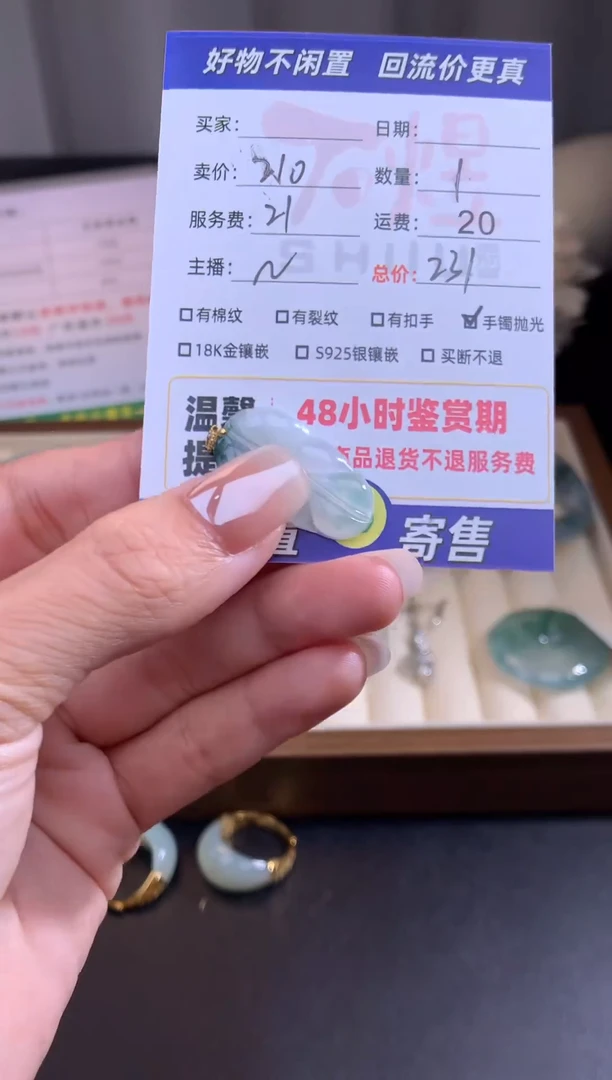 好物不闲置 回流价更真
买家: 日期:
卖价: 210 数量: 1
服务费: 21 运费: 20
主播: N 总价: 231
□有棉纹 □有裂纹 □有扣手 ☑手镯抛光
□18K金镶嵌 □S925银镶嵌 □买断不退
温馨 48小时鉴赏期
提 商品退货不退服务费
置 寄售